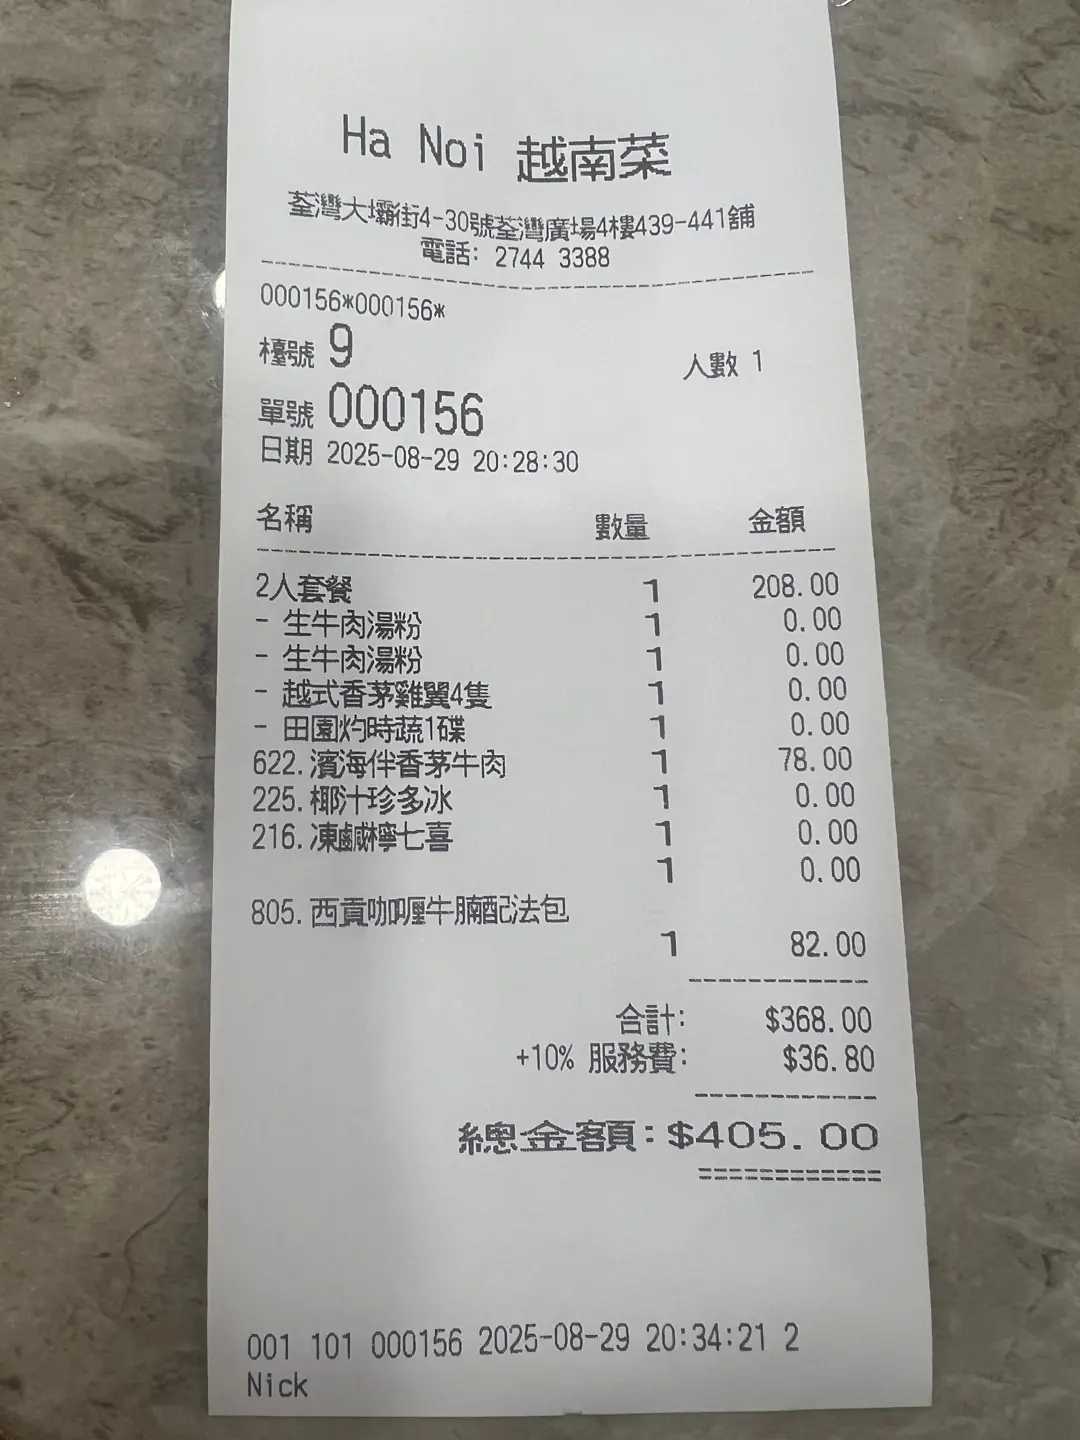 Ha Noi 越南菜
荃灣大壩街4-30號荃灣廣場4樓439-441舖
電話: 2744 3388
000156*000156*
檯號 9 人數 1
單號 000156
日期 2025-08-29 20:28:30
名稱 數量 金額
2人套餐 1 208.00
- 生牛肉湯粉 1 0.00
- 生牛肉湯粉 1 0.00
- 越式香茅雞翼4隻 1 0.00
- 田園灼時蔬1碟 1 0.00
622. 濱海伴香茅牛肉 1 78.00
225. 椰汁珍多冰 1 0.00
216. 凍鹹檸七喜 1 0.00
1 0.00
805. 西貢咖喱牛腩配法包
1 82.00
合計: $368.00
+10% 服務費: $36.80
總金額: $405.00
001 101 000156 2025-08-29 20:34:21 2
Nick